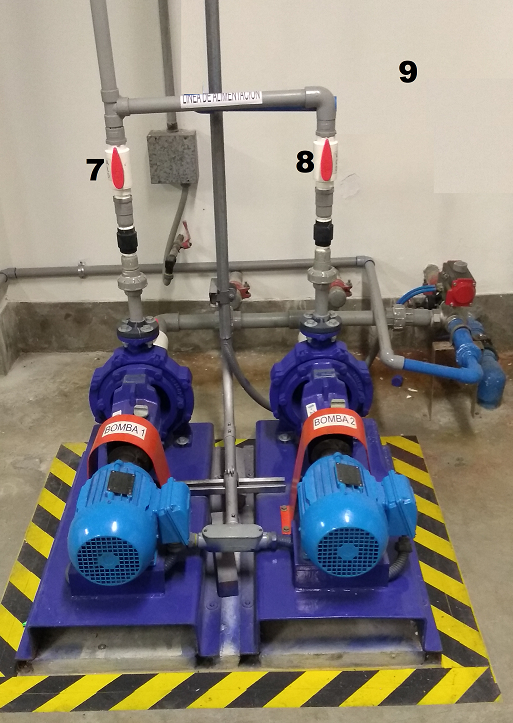 9
LINEA DE ALIMENTACION
7
8
BOMBA 1
BOMBA 2